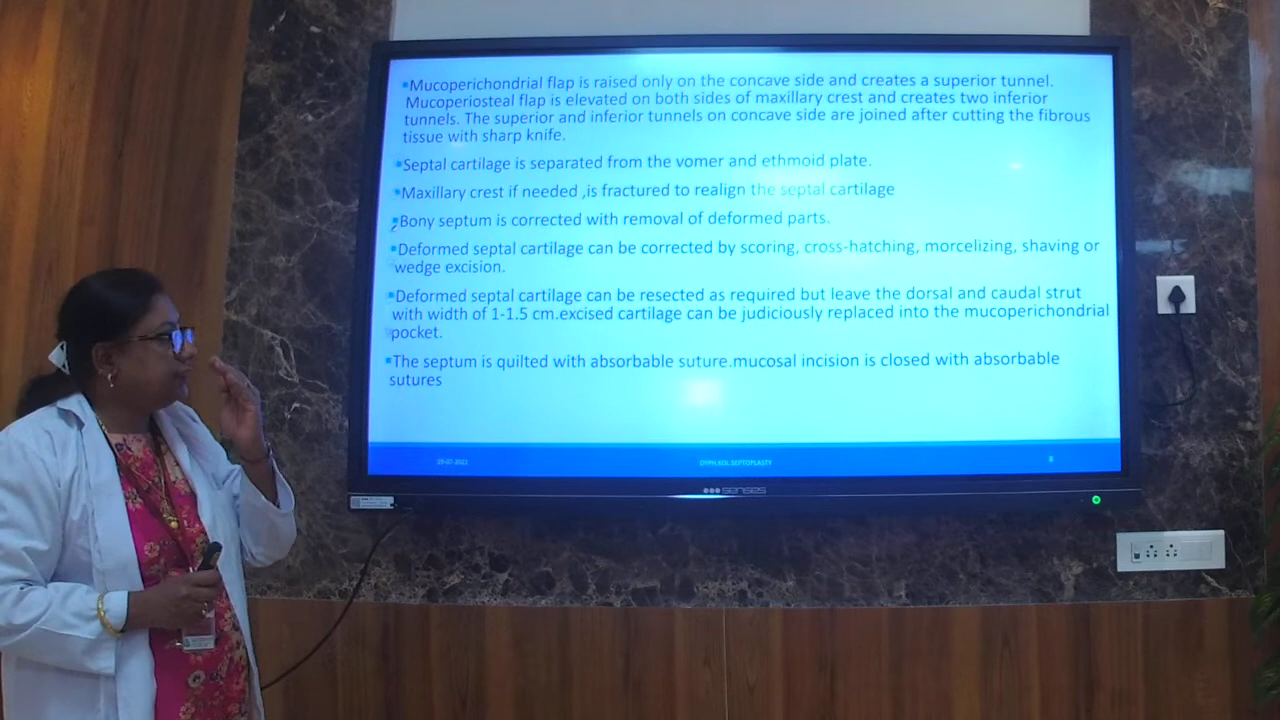 ▪Mucoperichondrial flap is raised only on the concave side and creates a superior tunnel.
Mucoperiosteal flap is elevated on both sides of maxillary crest and creates two inferior
tunnels. The superior and inferior tunnels on concave side are joined after cutting the fibrous
tissue with sharp knife.
▪Septal cartilage is separated from the vomer and ethmoid plate.
▪Maxillary crest if needed ,is fractured to realign the septal cartilage
▪Bony septum is corrected with removal of deformed parts.
▪Deformed septal cartilage can be corrected by scoring, cross-hatching, morcelizing, shaving or
wedge excision.
▪Deformed septal cartilage can be resected as required but leave the dorsal and caudal strut
with width of 1-1.5 cm.excised cartilage can be judiciously replaced into the mucoperichondrial
pocket.
▪The septum is quilted with absorbable suture.mucosal incision is closed with absorbable
sutures
SEPTOPLASTY
8
senses